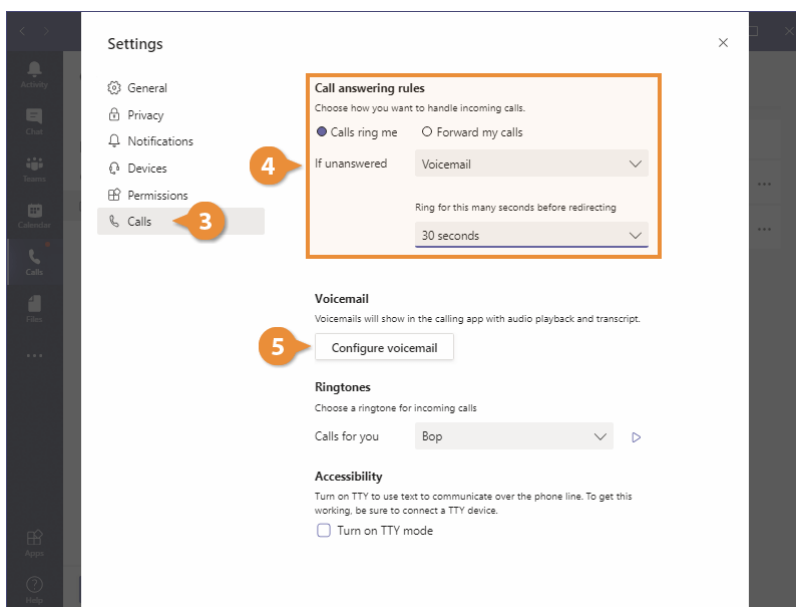 Settings
Activity
Chat
Teams
Calendar
Calls
Files
Apps
Help
General
Privacy
Notifications
Devices
Permissions
Calls
3
4
Call answering rules
Choose how you want to handle incoming calls.
Calls ring me
Forward my calls
If unanswered
Voicemail
Ring for this many seconds before redirecting
30 seconds
Voicemail
Voicemails will show in the calling app with audio playback and transcript.
5
Configure voicemail
Ringtones
Choose a ringtone for incoming calls
Calls for you
Bop
Accessibility
Turn on TTY to use text to communicate over the phone line. To get this
working, be sure to connect a TTY device.
Turn on TTY mode